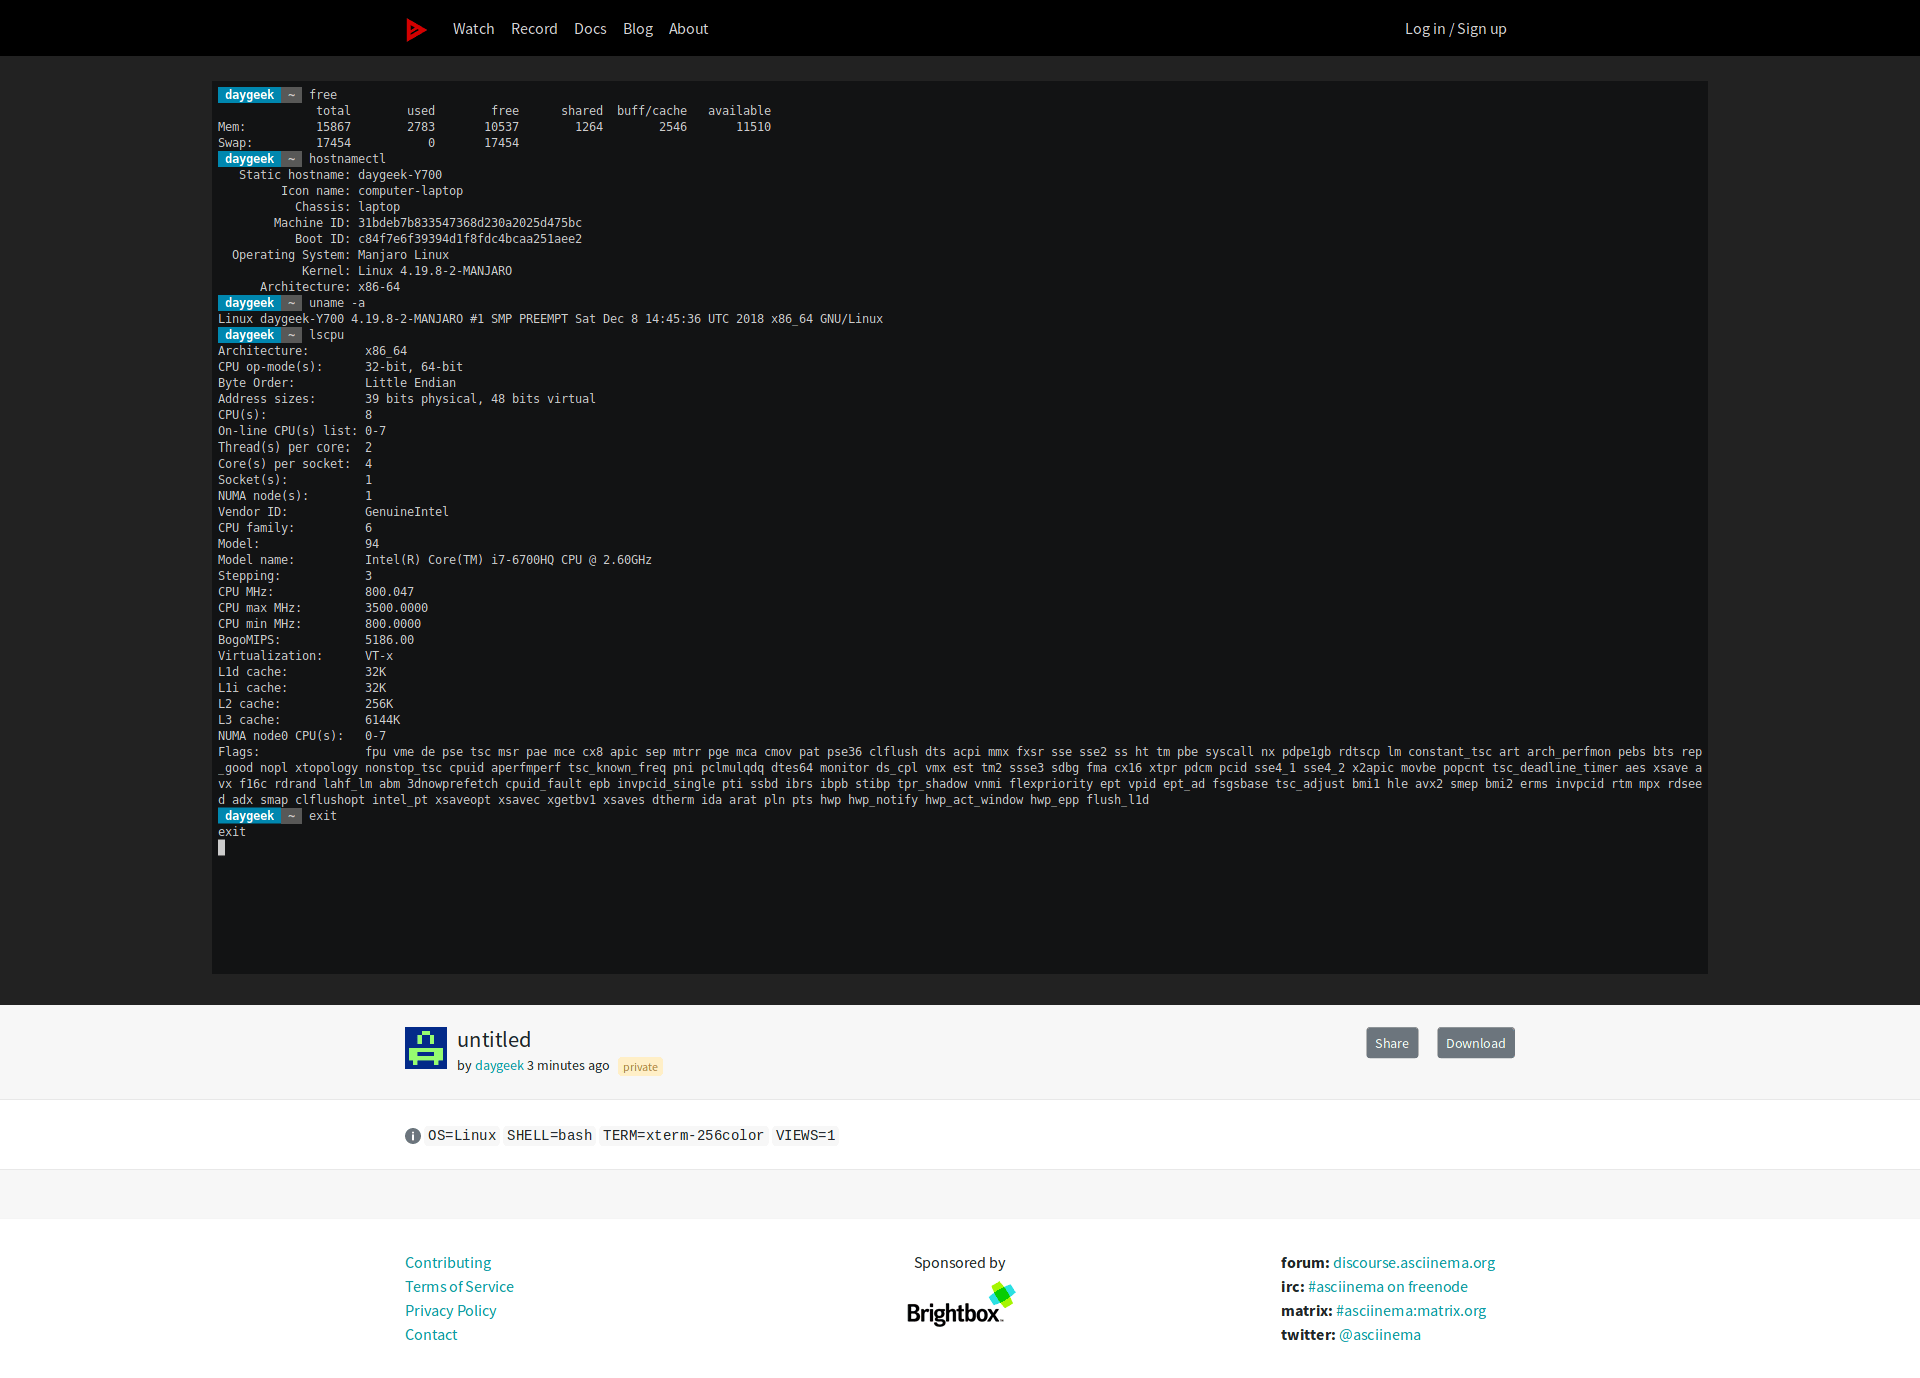 Watch Record Docs Blog About Log in / Sign up
daygeek ~ free
total used free shared buff/cache available
Mem: 15867 2783 10537 1264 2546 11510
Swap: 17454 0 17454
daygeek ~ hostnamectl
Static hostname: daygeek-Y700
Icon name: computer-laptop
Chassis: laptop
Machine ID: 31bdeb7b833547368d230a2025d475bc
Boot ID: c84f7e6f39394d1f8fdc4bcaa251aee2
Operating System: Manjaro Linux
Kernel: Linux 4.19.8-2-MANJARO
Architecture: x86-64
daygeek ~ uname -a
Linux daygeek-Y700 4.19.8-2-MANJARO #1 SMP PREEMPT Sat Dec 8 14:45:36 UTC 2018 x86_64 GNU/Linux
daygeek ~ lscpu
Architecture: x86_64
CPU op-mode(s): 32-bit, 64-bit
Byte Order: Little Endian
Address sizes: 39 bits physical, 48 bits virtual
CPU(s): 8
On-line CPU(s) list: 0-7
Thread(s) per core: 2
Core(s) per socket: 4
Socket(s): 1
NUMA node(s): 1
Vendor ID: GenuineIntel
CPU family: 6
Model: 94
Model name: Intel(R) Core(TM) i7-6700HQ CPU @ 2.60GHz
Stepping: 3
CPU MHz: 800.047
CPU max MHz: 3500.0000
CPU min MHz: 800.0000
BogoMIPS: 5186.00
Virtualization: VT-x
L1d cache: 32K
L1i cache: 32K
L2 cache: 256K
L3 cache: 6144K
NUMA node0 CPU(s): 0-7
Flags: fpu vme de pse tsc msr pae mce cx8 apic sep mtrr pge mca cmov pat pse36 clflush dts acpi mmx fxsr sse sse2 ss ht tm pbe syscall nx pdpe1gb rdtscp lm constant_tsc art arch_perfmon pebs bts rep
_good nopl xtopology nonstop_tsc cpuid aperfmperf tsc_known_freq pni pclmulqdq dtes64 monitor ds_cpl vmx est tm2 ssse3 sdbg fma cx16 xtpr pdcm pcid sse4_1 sse4_2 x2apic movbe popcnt tsc_deadline_timer aes xsave a
vx f16c rdrand lahf_lm abm 3dnowprefetch cpuid_fault epb invpcid_single pti ssbd ibrs ibpb stibp tpr_shadow vnmi flexpriority ept vpid ept_ad fsgsbase tsc_adjust bmi1 hle avx2 smep bmi2 erms invpcid rtm mpx rdsee
d adx smap clflushopt intel_pt xsaveopt xsavec xgetbv1 xsaves dtherm ida arat pln pts hwp hwp_notify hwp_act_window hwp_epp flush_l1d
daygeek ~ exit
exit
untitled
by daygeek 3 minutes ago private
Share Download
OS=Linux SHELL=bash TERM=xterm-256color VIEWS=1
Contributing
Terms of Service
Privacy Policy
Contact
Sponsored by
Brightbox
forum: discourse.asciinema.org
irc: #asciinema on freenode
matrix: #asciinema:matrix.org
twitter: @asciinema